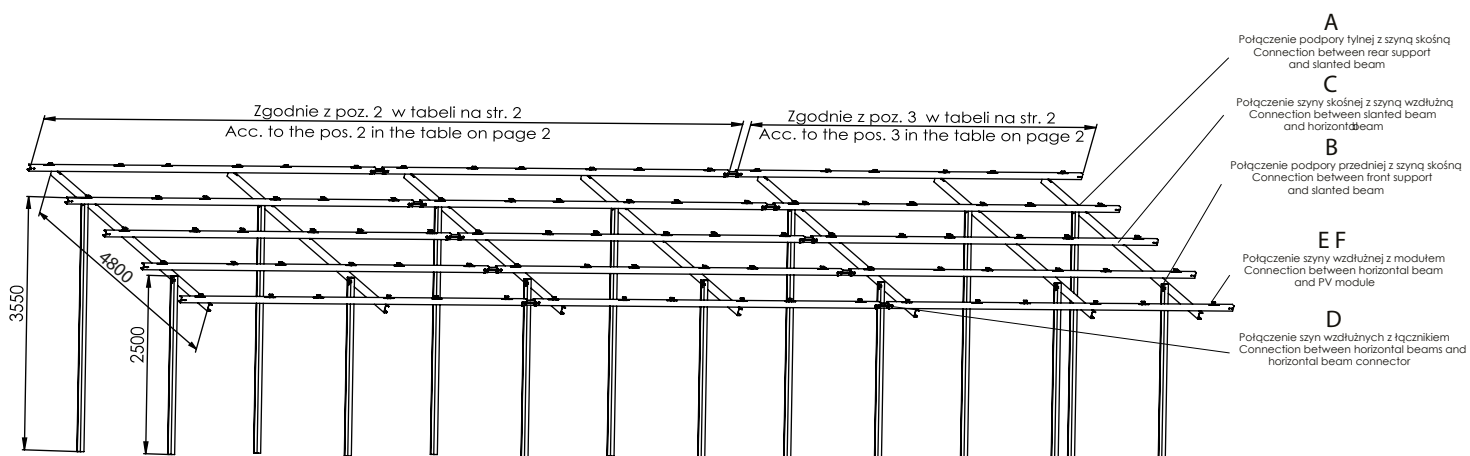 A
Połączenie podpory tylnej z szyną skośną
Connection between rear support
and slanted beam
C
Połączenie szyny skośnej z szyną wzdłużną
Connection between slanted beam
and horizontal beam
B
Połączenie podpory przedniej z szyną skośną
Connection between front support
and slanted beam
E F
Połączenie szyny wzdłużnej z modułem
Connection between horizontal beam
and PV module
D
Połączenie szyn wzdłużnych z łącznikiem
Connection between horizontal beams and
horizontal beam connector
Zgodnie z poz. 2 w tabeli na str. 2
Acc. to the pos. 2 in the table on page 2
Zgodnie z poz. 3 w tabeli na str. 2
Acc. to the pos. 3 in the table on page 2
4800
3550
2500